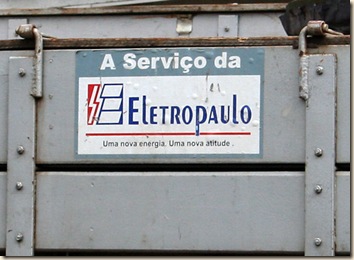 A Serviço da
ELETROPAULO
Uma nova energia. Uma nova atitude.